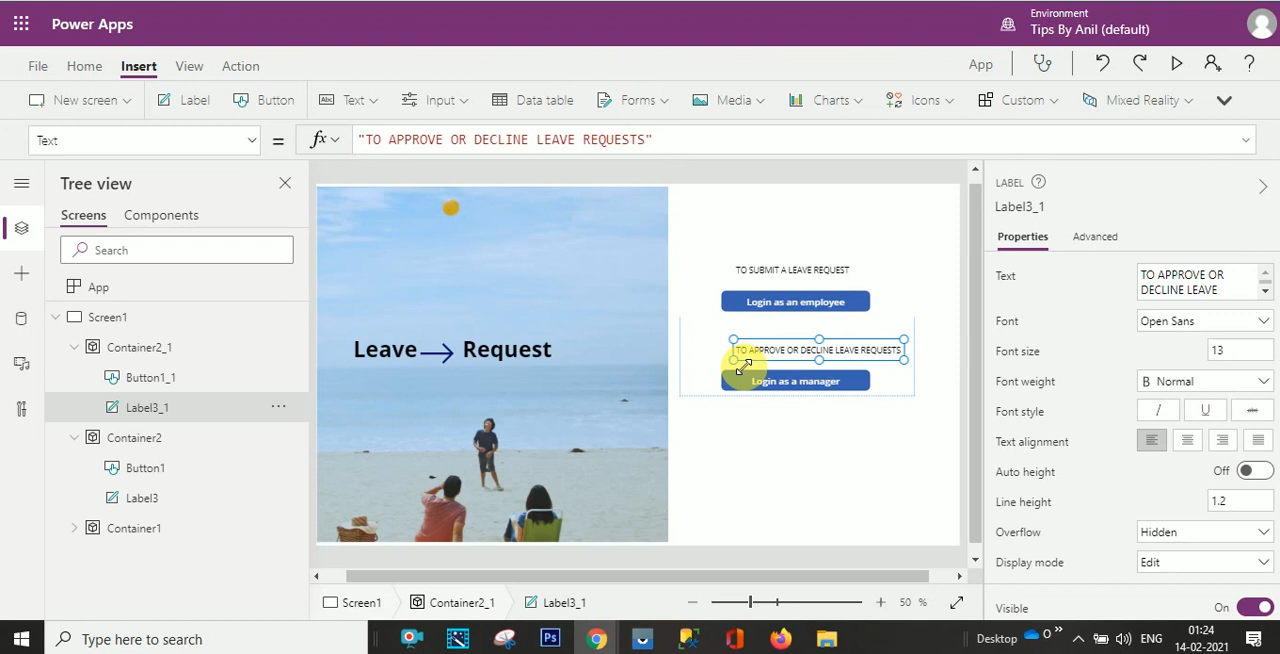 Power Apps
Environment
Tips By Anil (default)
File Home Insert View Action App
New screen Label Button Text Input Data table Forms Media Charts Icons Custom Mixed Reality
Text = fx "TO APPROVE OR DECLINE LEAVE REQUESTS"
Tree view
Screens Components
Search
App
Screen1
Container2_1
Button1_1
Label3_1
Container2
Button1
Label3
Container1
Leave Request
TO SUBMIT A LEAVE REQUEST
Login as an employee
TO APPROVE OR DECLINE LEAVE REQUESTS
Login as a manager
LABEL
Label3_1
Properties Advanced
Text TO APPROVE OR
DECLINE LEAVE
Font Open Sans
Font size 13
Font weight B Normal
Font style / U abc
Text alignment
Auto height Off
Line height 1.2
Overflow Hidden
Display mode Edit
Visible On
Screen1 Container2_1 Label3_1 50 %
Type here to search
Desktop ENG
01:24
14-02-2021